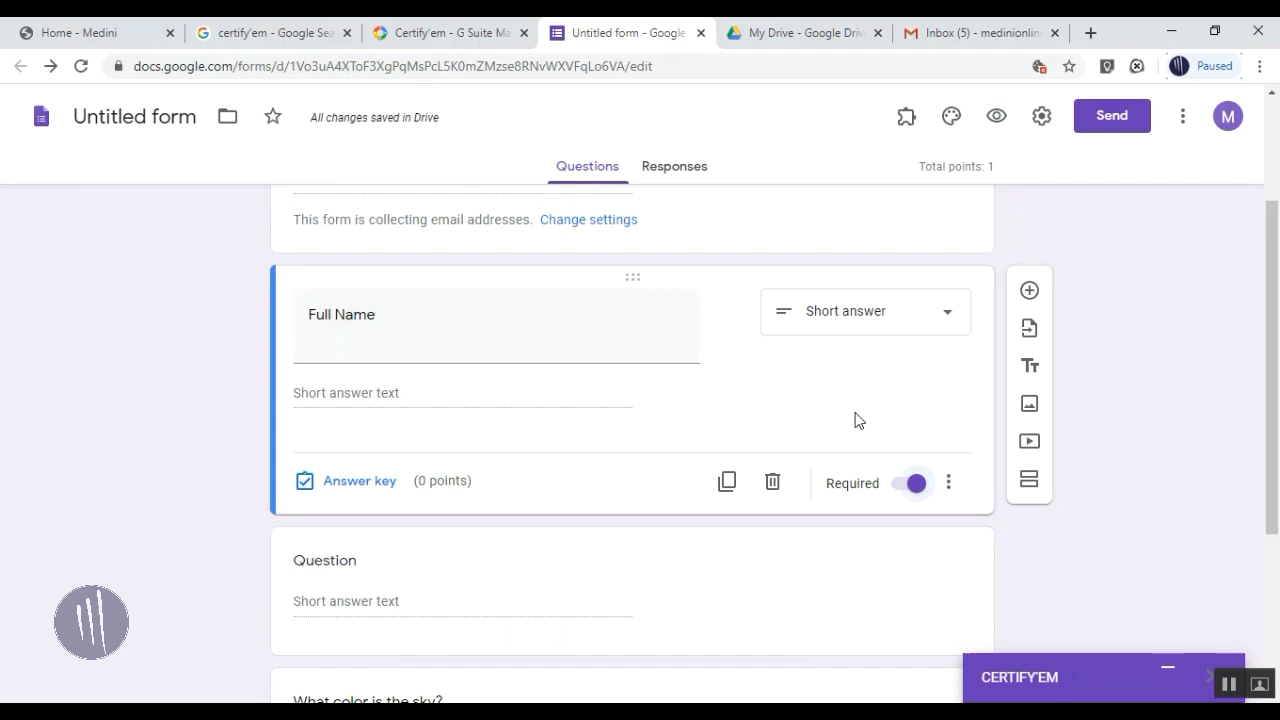 Home - Medini
certify'em - Google Sea
Certify'em - G Suite Ma
Untitled form - Google
My Drive - Google Driv
Inbox (5) - medinionlin
docs.google.com/forms/d/1Vo3uA4XToF3XgPqMsPcL5K0mZMzse8RNvWXVFqLo6VA/edit
Paused
Untitled form
All changes saved in Drive
Send
M
Questions
Responses
Total points: 1
This form is collecting email addresses. Change settings
Full Name
Short answer
Short answer text
Answer key (0 points)
Required
Question
Short answer text
What color is the sky?
CERTIFY'EM